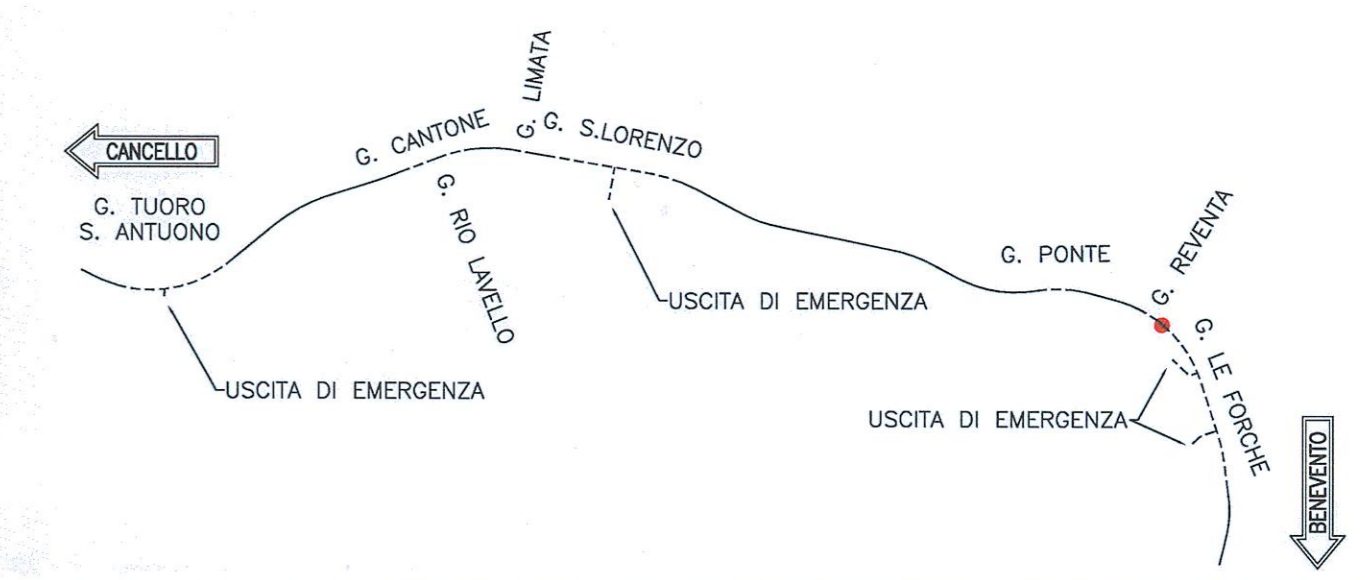 CANCELLO
G. TUORO
S. ANTUONO
G. CANTONE
G. RIO LAVELLO
G. LIMATA
G. S.LORENZO
USCITA DI EMERGENZA
USCITA DI EMERGENZA
G. PONTE
G. REVENTA
G. LE FORCHE
USCITA DI EMERGENZA
BENEVENTO